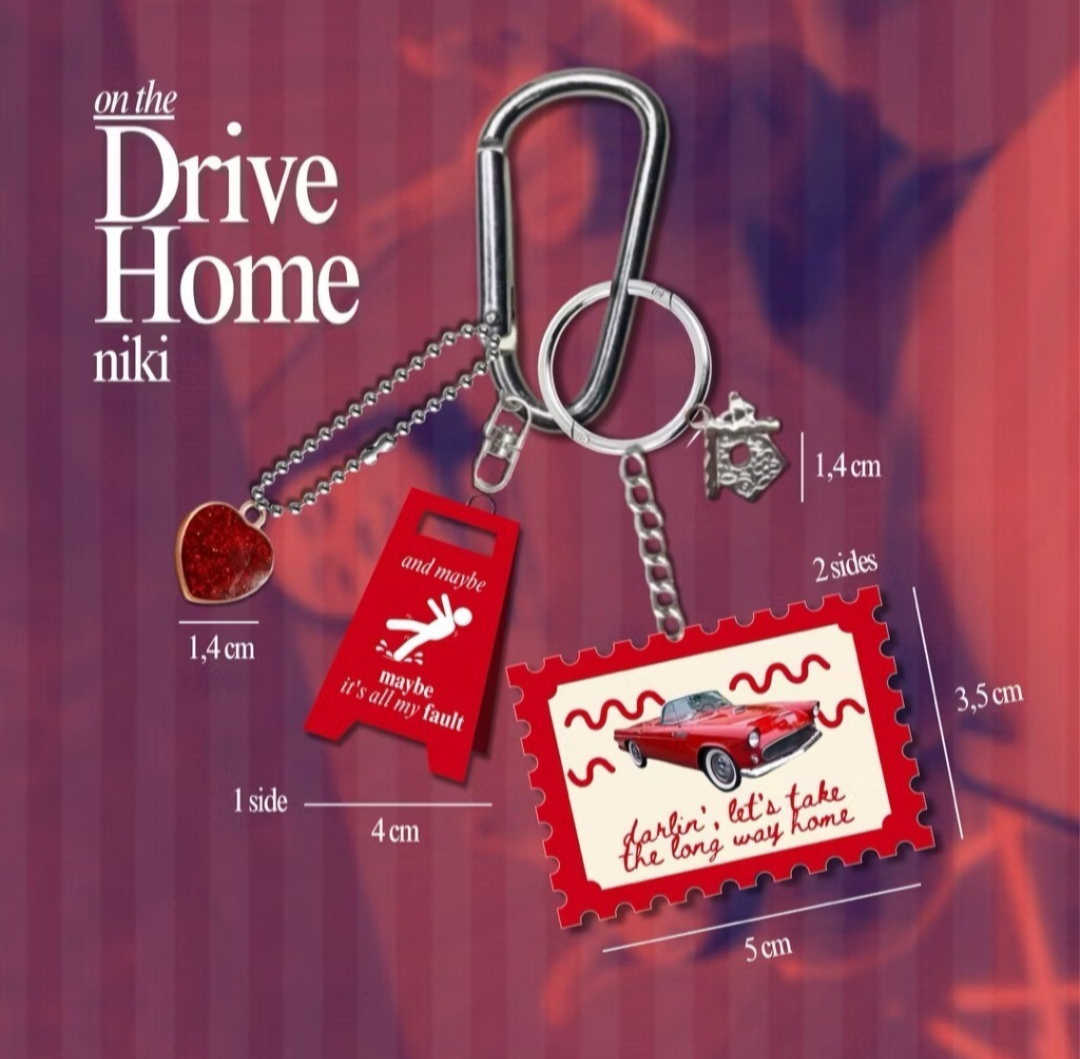 on the
Drive
Home
niki
1,4 cm
1,4 cm
and maybe
maybe
it's all my fault
1 side
4 cm
2 sides
3,5 cm
darlin', let's take
the long way home
5 cm